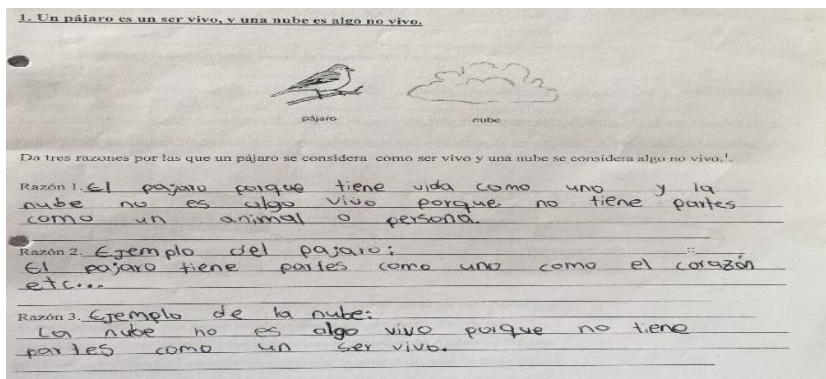 1. Un pájaro es un ser vivo, y una nube es algo no vivo.
pájaro
nube
Da tres razones por las que un pájaro se considera como ser vivo y una nube se considera algo no vivo.¹.
Razón 1. El pajaro porque tiene vida como uno y la
nube no es algo vivo porque no tiene partes
como un animal o persona.
Razón 2. Ejemplo del pajaro:
El pajaro tiene partes como uno como el corazón
etc...
Razón 3. Ejemplo de la nube:
La nube no es algo vivo porque no tiene
partes como un ser vivo.